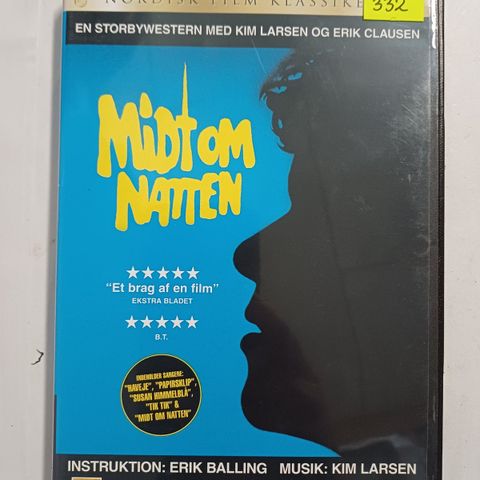 NORDISK FILM KLASSIKE
332
EN STORBYWESTERN MED KIM LARSEN OG ERIK CLAUSEN
MIDT OM
NATTEN
"Et brag af en film"
EKSTRA BLADET
B.T.
INDEHOLDER SANGENE:
"HAVEJE", "PAPIRSKLIP",
"SUSAN HIMMELBLÅ",
"TIK TIK" &
"MIDT OM NATTEN"
INSTRUKTION: ERIK BALLING MUSIK: KIM LARSEN